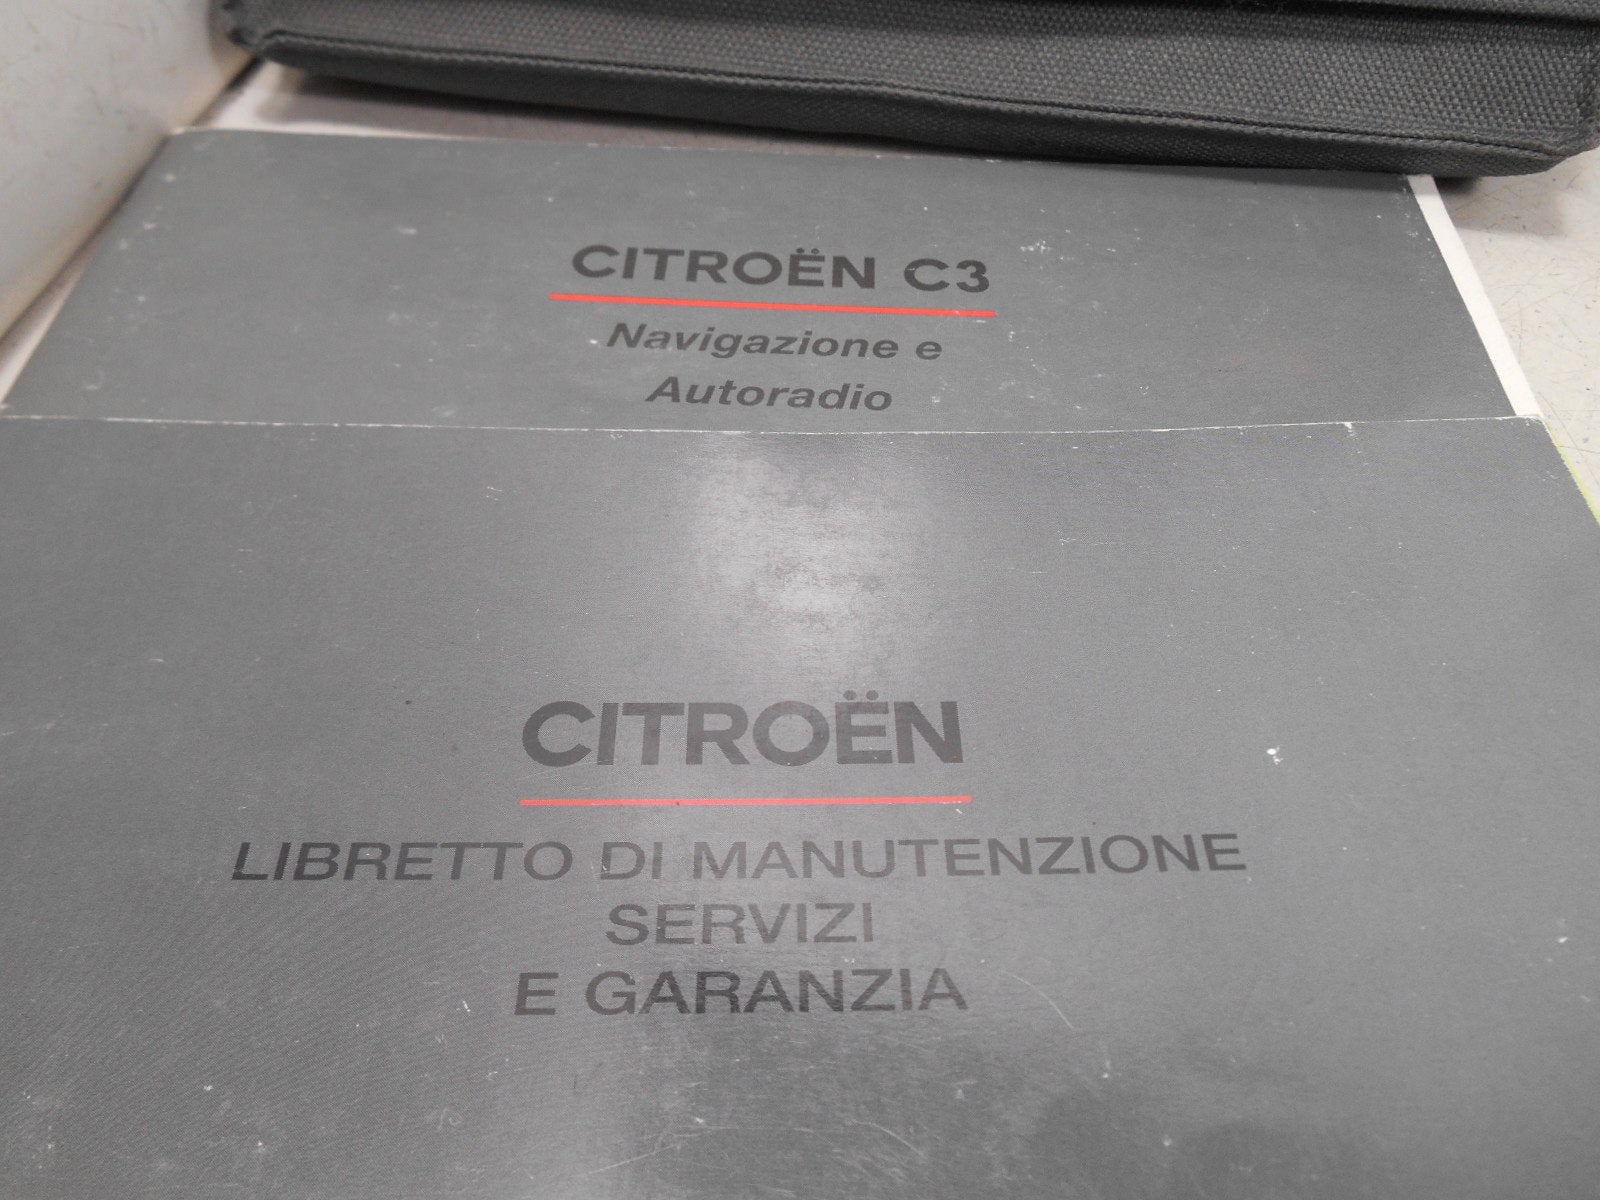 CITROËN C3
Navigazione e
Autoradio
CITROËN
LIBRETTO DI MANUTENZIONE
SERVIZI
E GARANZIA